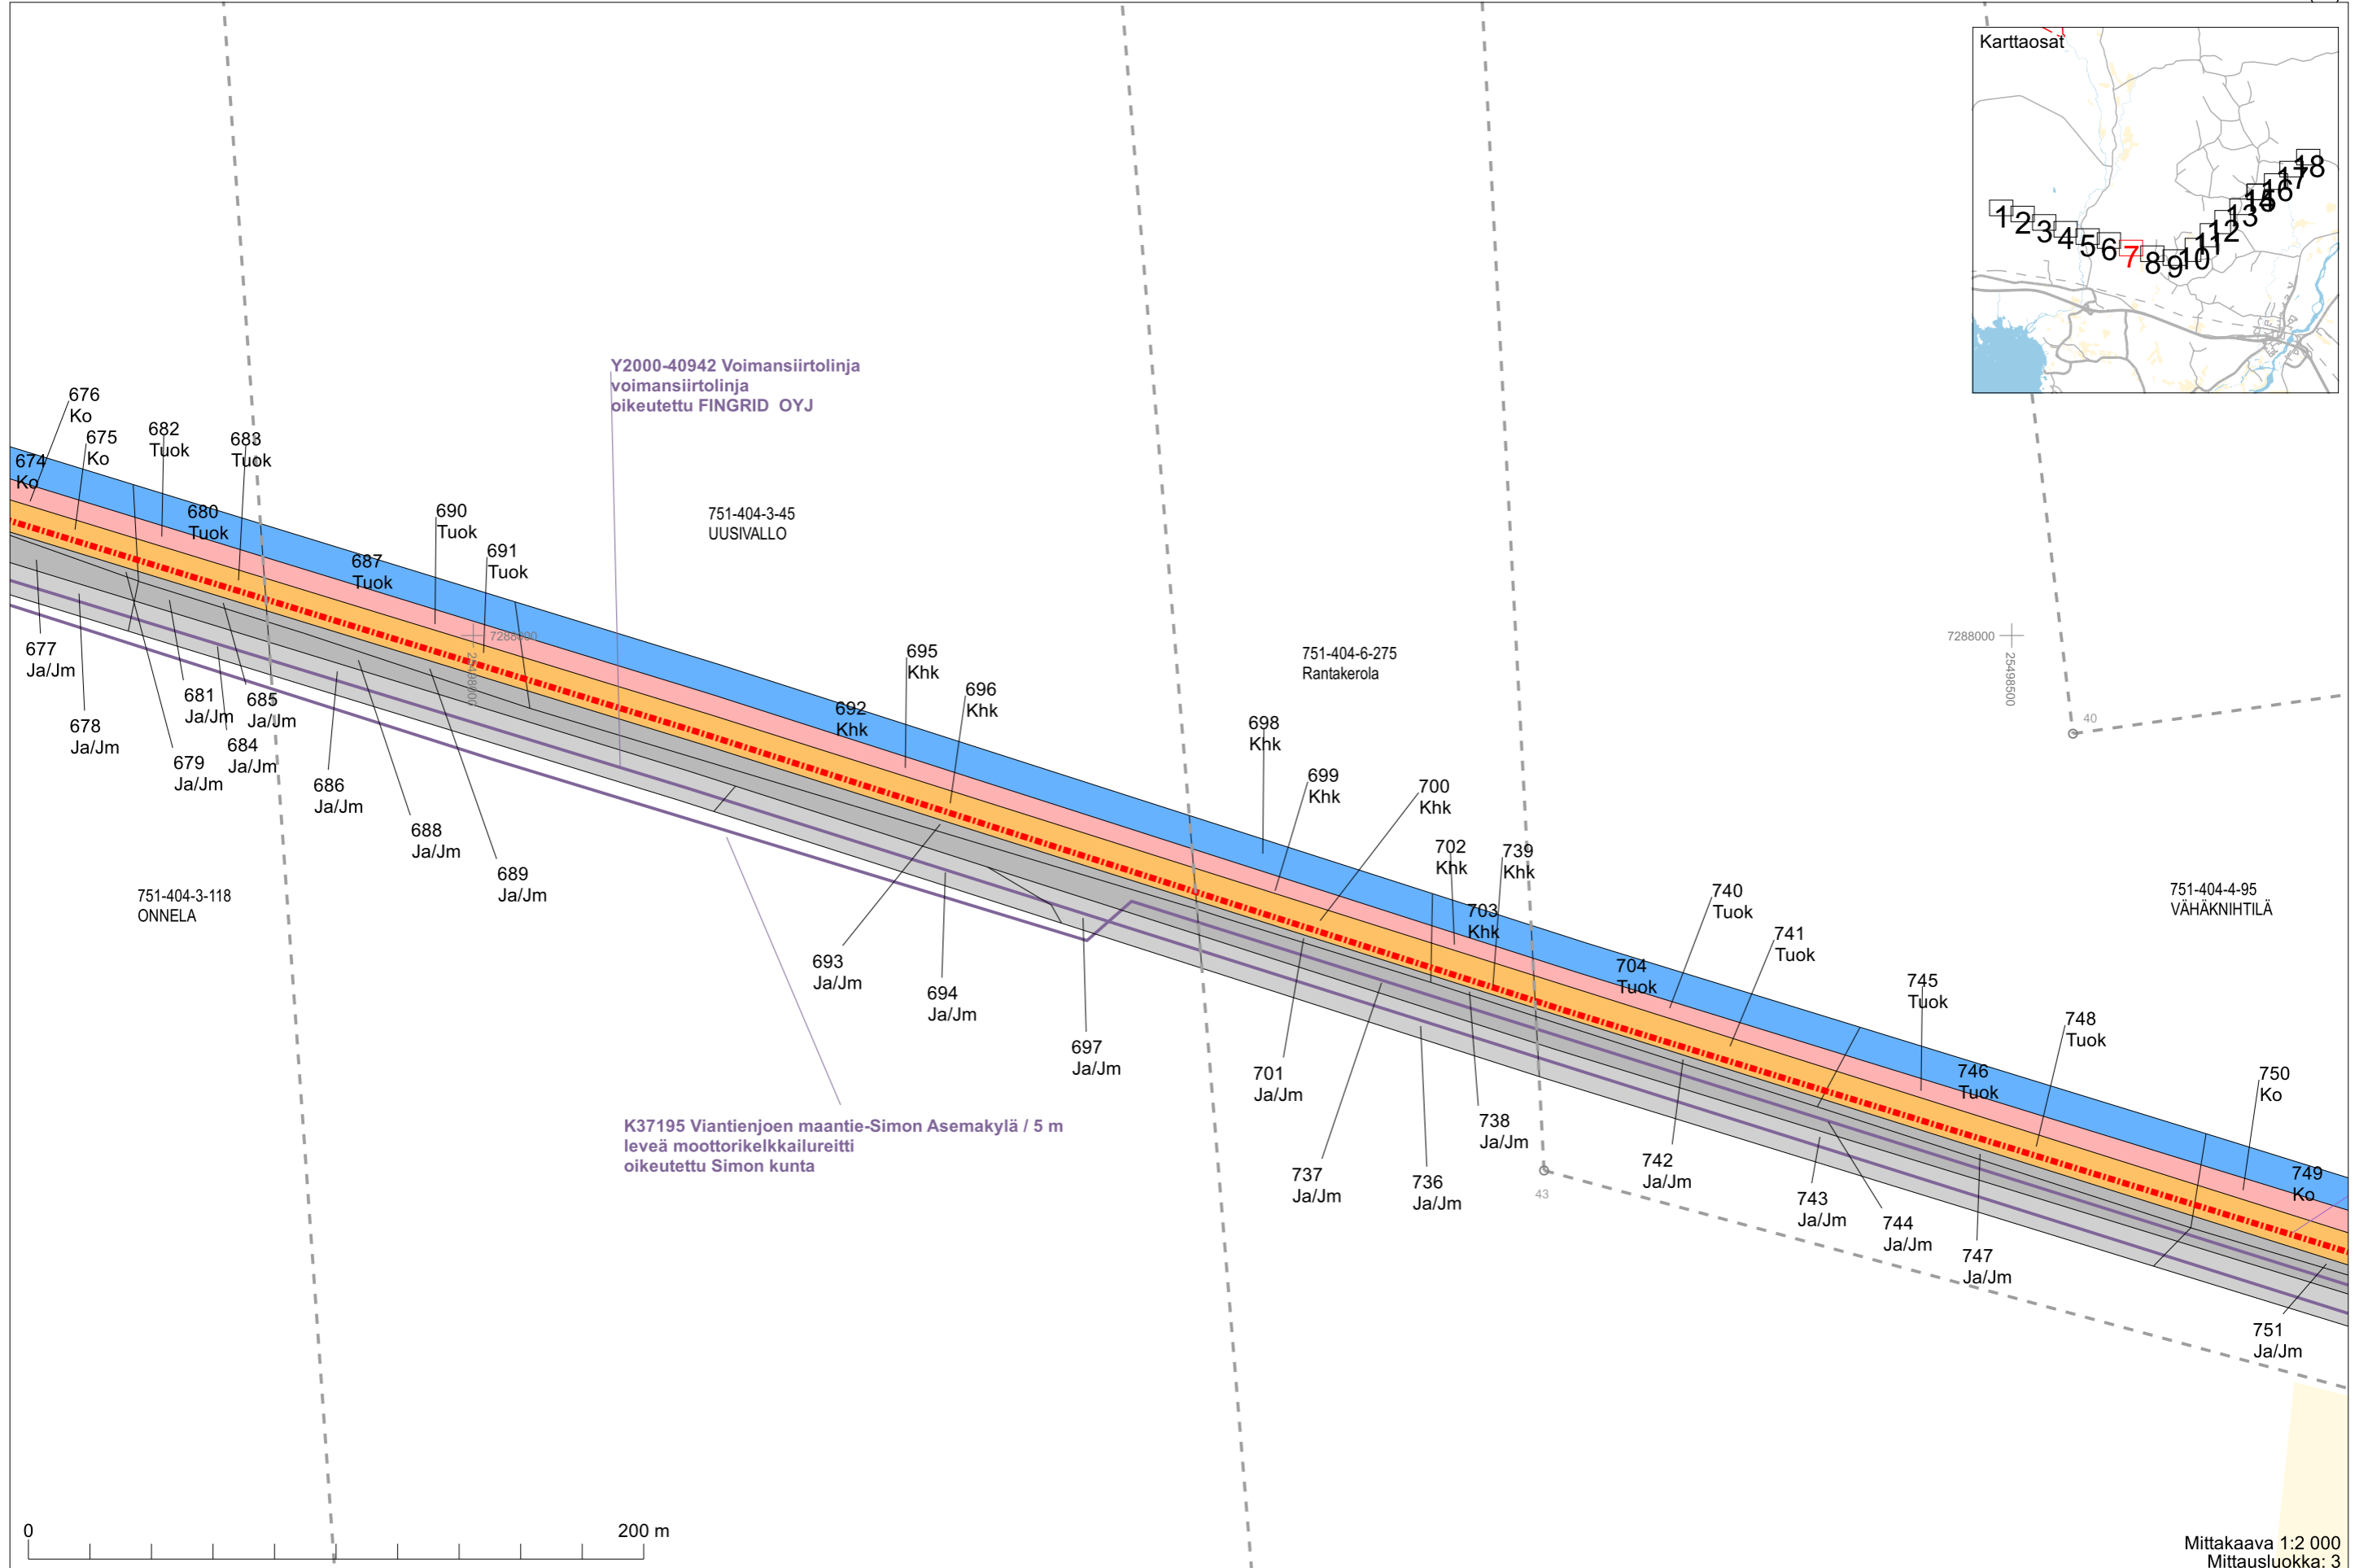 Karttaosat
1
2
3
4
5
6
7
8
9
10
11
12
13
14
15
16
17
18
Y2000-40942 Voimansiirtolinja
voimansiirtolinja
oikeutettu FINGRID OYJ
676
Ko
675
Ko
674
Ko
682
Tuok
683
Tuok
680
Tuok
687
Tuok
690
Tuok
691
Tuok
751-404-3-45
UUSIVALLO
7288000
25498000
677
Ja/Jm
678
Ja/Jm
681
Ja/Jm
685
Ja/Jm
684
Ja/Jm
679
Ja/Jm
686
Ja/Jm
688
Ja/Jm
689
Ja/Jm
751-404-3-118
ONNELA
695
Khk
696
Khk
692
Khk
751-404-6-275
Rantakerola
698
Khk
699
Khk
700
Khk
702
Khk
739
Khk
703
Khk
7288000
25498500
40
740
Tuok
741
Tuok
704
Tuok
745
Tuok
748
Tuok
746
Tuok
750
Ko
749
Ko
751-404-4-95
VÄHÄKNIHTILÄ
693
Ja/Jm
694
Ja/Jm
697
Ja/Jm
701
Ja/Jm
737
Ja/Jm
736
Ja/Jm
738
Ja/Jm
43
742
Ja/Jm
743
Ja/Jm
744
Ja/Jm
747
Ja/Jm
751
Ja/Jm
K37195 Viantienjoen maantie-Simon Asemakylä / 5 m
leveä moottorikelkkailureitti
oikeutettu Simon kunta
0
200 m
Mittakaava 1:2 000
Mittausluokka: 3